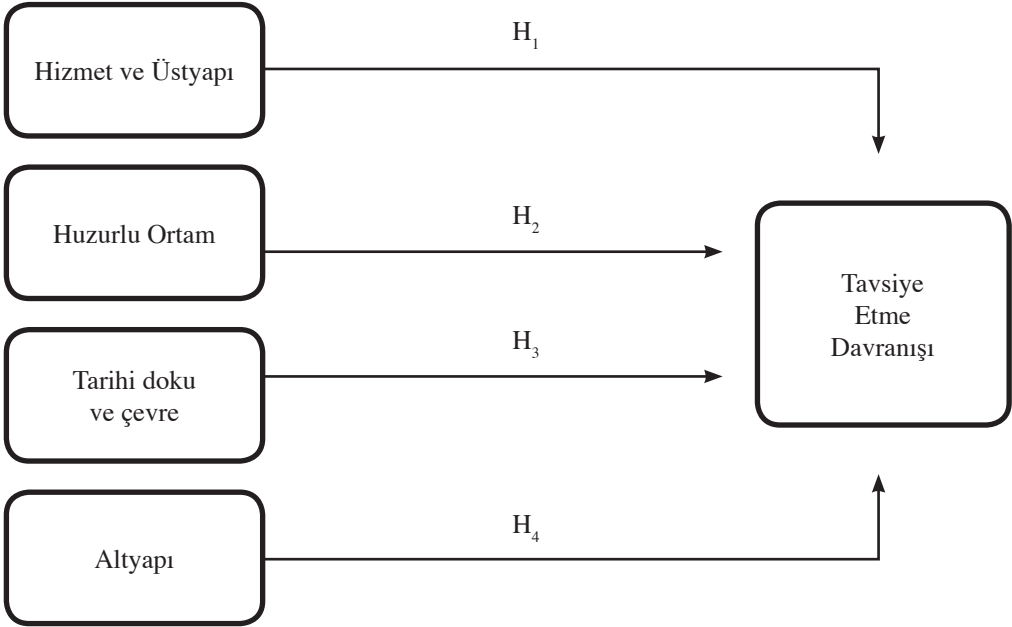 H₁
Hizmet ve Üstyapı
H₂
Huzurlu Ortam
Tavsiye
Etme
Davranışı
H₃
Tarihi doku
ve çevre
H₄
Altyapı